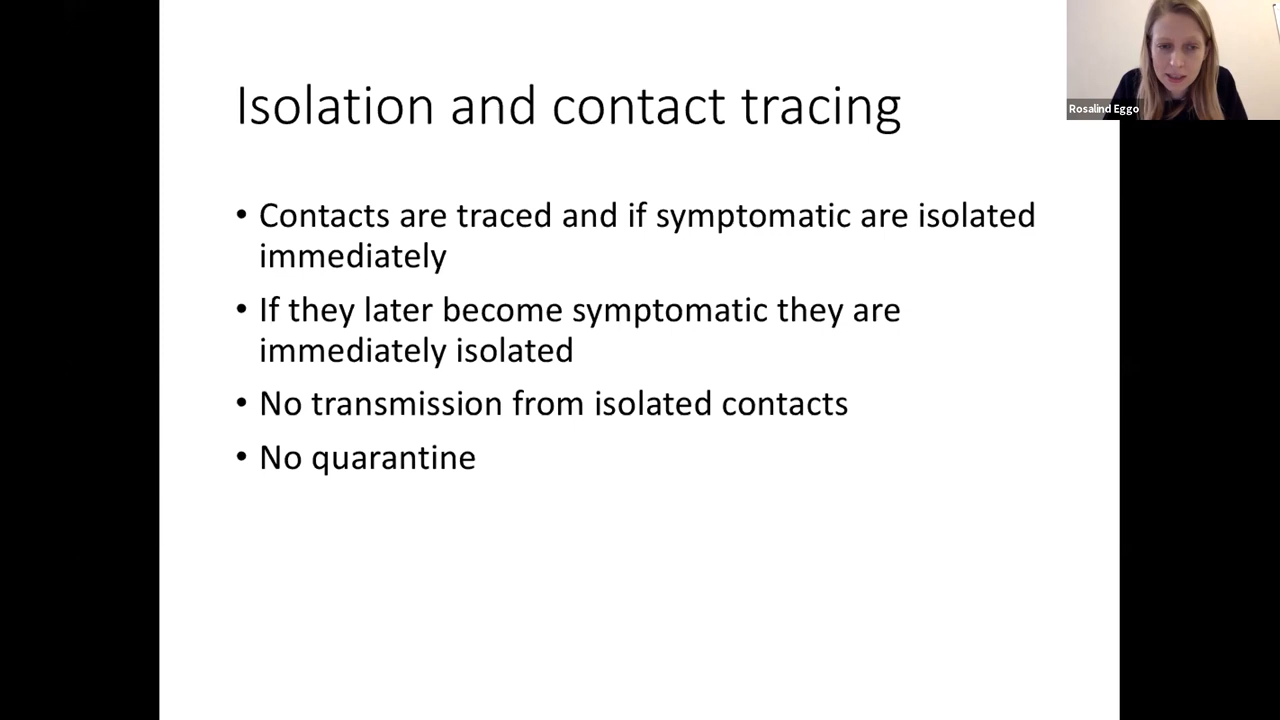 Isolation and contact tracing
Rosalind Eggo
• Contacts are traced and if symptomatic are isolated
immediately
• If they later become symptomatic they are
immediately isolated
• No transmission from isolated contacts
• No quarantine